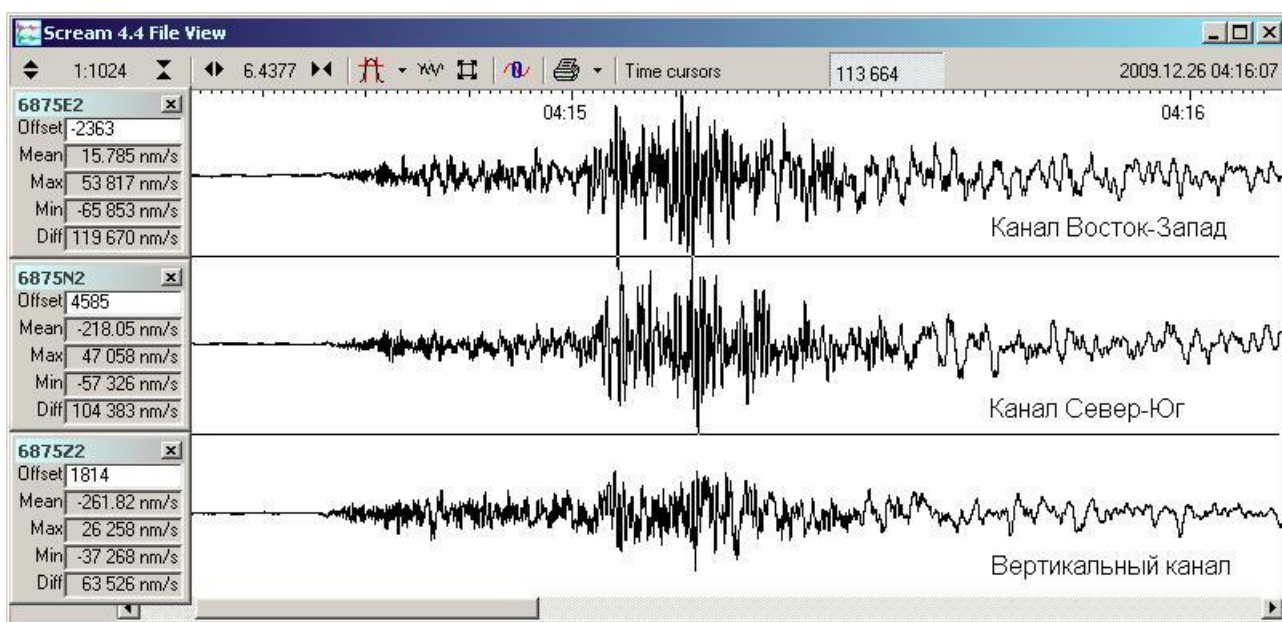 Scream 4.4 File View
1:1024 6.4377 Time cursors 113 664 2009.12.26 04:16:07
04:15 04:16
6875E2
Offset -2363
Mean 15.785 nm/s
Max 53 817 nm/s
Min -65 853 nm/s
Diff 119 670 nm/s
Канал Восток-Запад
6875N2
Offset 4585
Mean -218.05 nm/s
Max 47 058 nm/s
Min -57 326 nm/s
Diff 104 383 nm/s
Канал Север-Юг
6875Z2
Offset 1814
Mean -261.82 nm/s
Max 26 258 nm/s
Min -37 268 nm/s
Diff 63 526 nm/s
Вертикальный канал